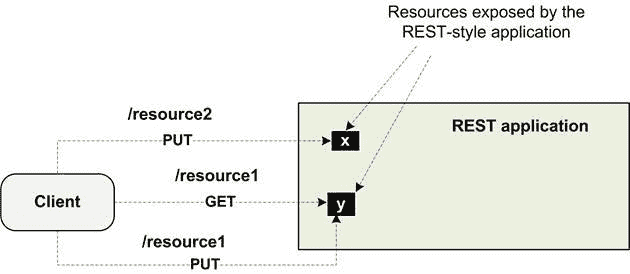 Resources exposed by the
REST-style application
/resource2
REST application
PUT
x
/resource1
Client
GET
y
/resource1
PUT